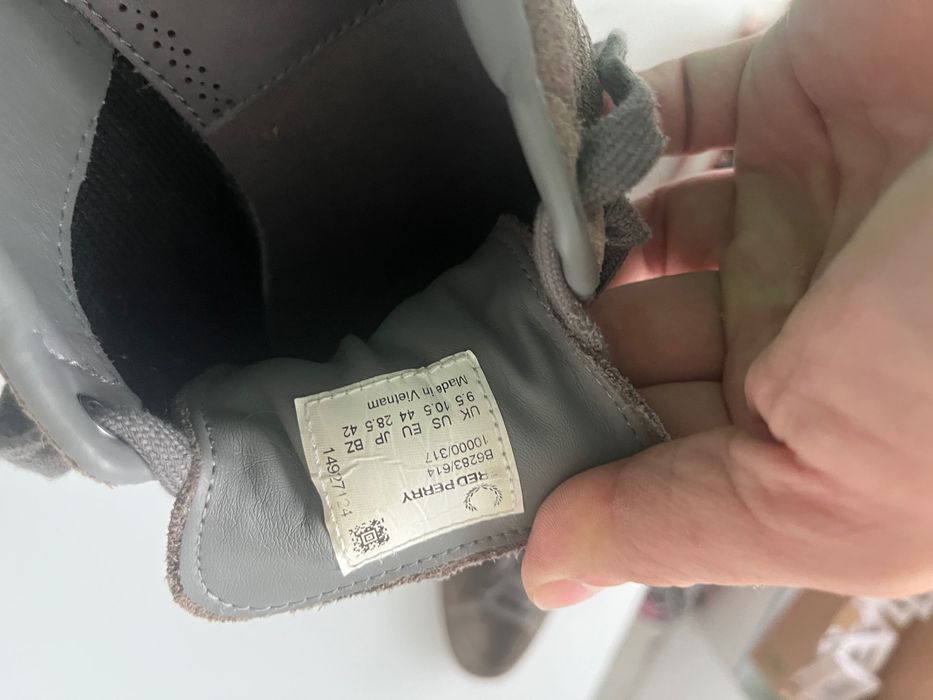 RED PERRY
B6283/614
10000/317
UK US EU JP BZ
9.5 10.5 44 28.5 42
Made in Vietnam